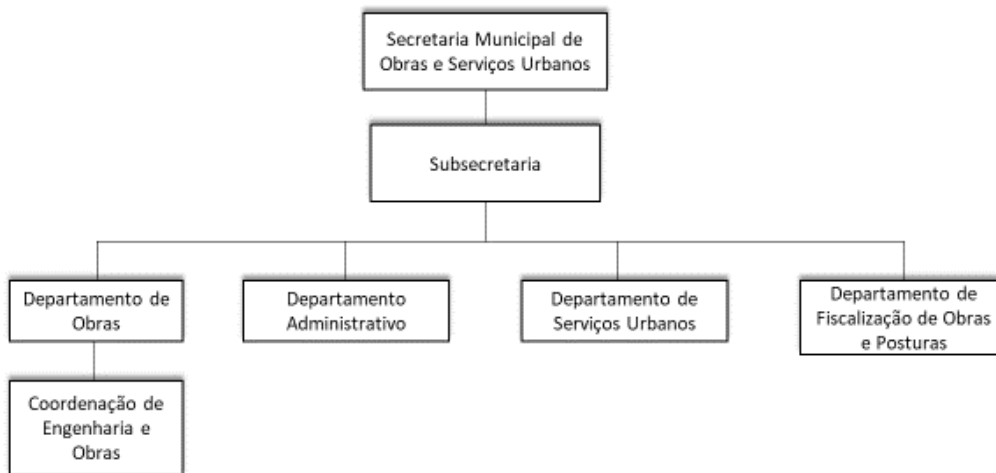 Secretaria Municipal de
Obras e Serviços Urbanos
Subsecretaria
Departamento de
Obras
Departamento
Administrativo
Departamento de
Serviços Urbanos
Departamento de
Fiscalização de Obras
e Posturas
Coordenação de
Engenharia e
Obras